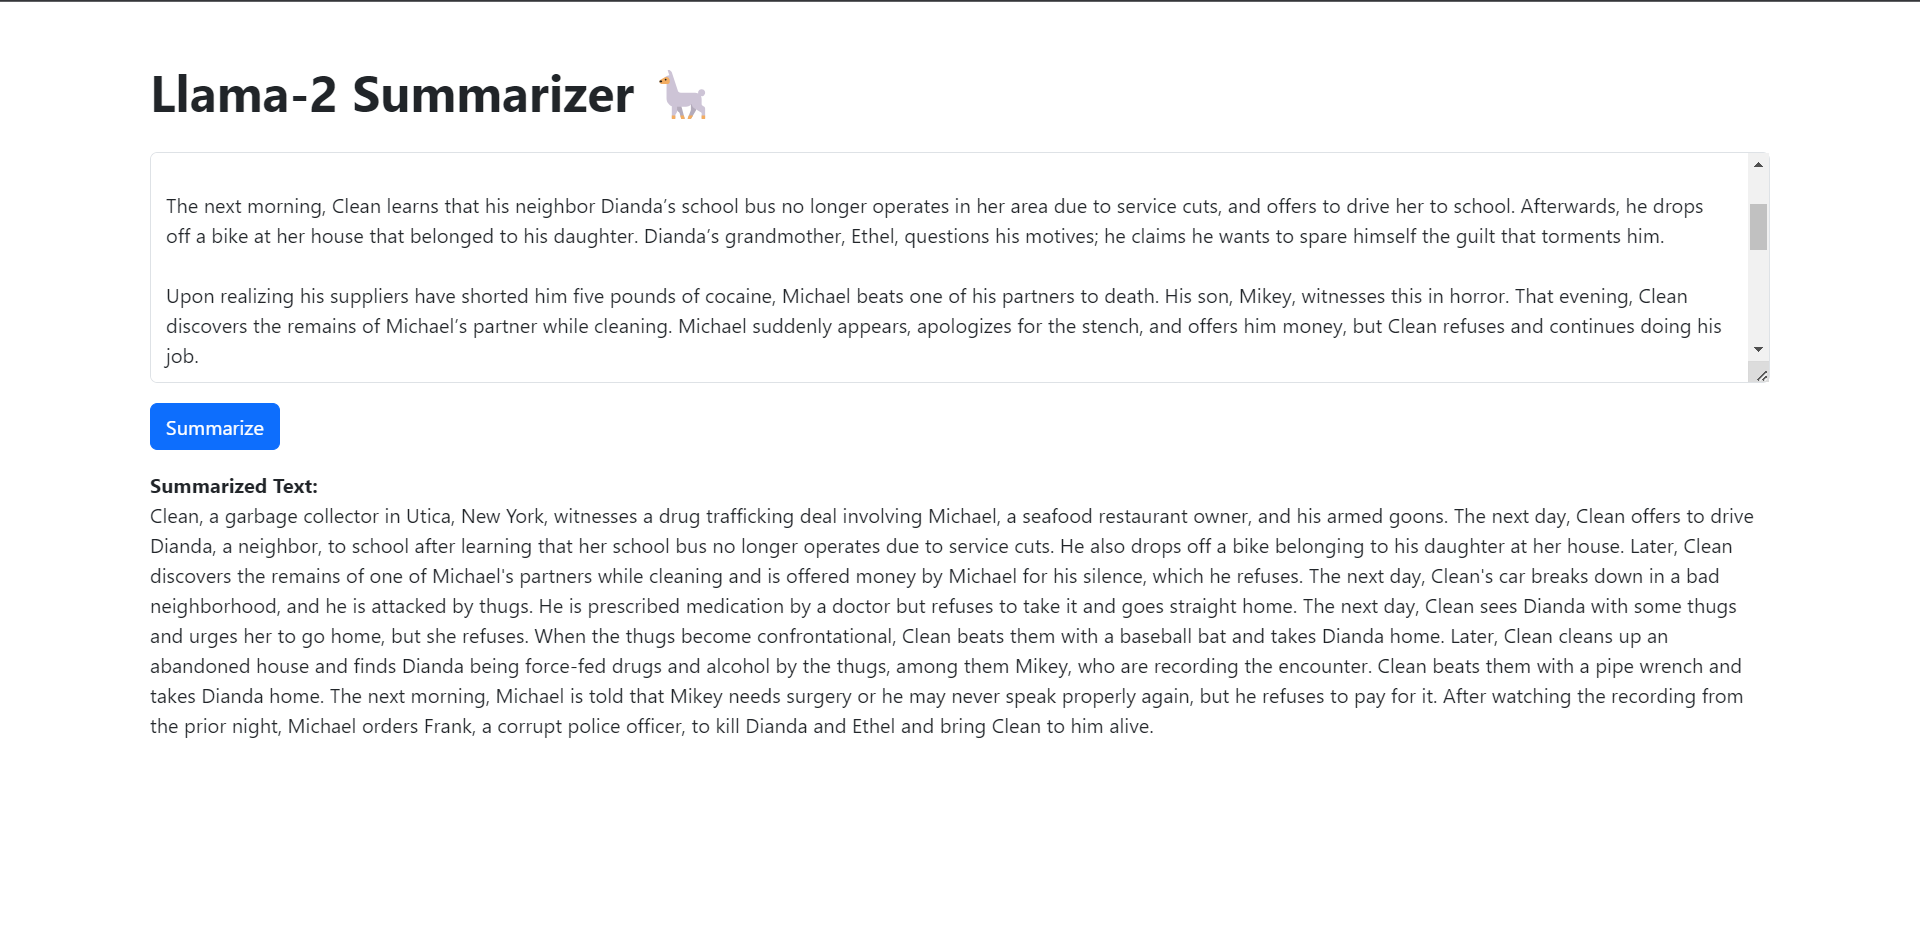 Llama-2 Summarizer 🦙
The next morning, Clean learns that his neighbor Dianda’s school bus no longer operates in her area due to service cuts, and offers to drive her to school. Afterwards, he drops
off a bike at her house that belonged to his daughter. Dianda’s grandmother, Ethel, questions his motives; he claims he wants to spare himself the guilt that torments him.
Upon realizing his suppliers have shorted him five pounds of cocaine, Michael beats one of his partners to death. His son, Mikey, witnesses this in horror. That evening, Clean
discovers the remains of Michael’s partner while cleaning. Michael suddenly appears, apologizes for the stench, and offers him money, but Clean refuses and continues doing his
job.
Summarize
Summarized Text:
Clean, a garbage collector in Utica, New York, witnesses a drug trafficking deal involving Michael, a seafood restaurant owner, and his armed goons. The next day, Clean offers to drive
Dianda, a neighbor, to school after learning that her school bus no longer operates due to service cuts. He also drops off a bike belonging to his daughter at her house. Later, Clean
discovers the remains of one of Michael's partners while cleaning and is offered money by Michael for his silence, which he refuses. The next day, Clean's car breaks down in a bad
neighborhood, and he is attacked by thugs. He is prescribed medication by a doctor but refuses to take it and goes straight home. The next day, Clean sees Dianda with some thugs
and urges her to go home, but she refuses. When the thugs become confrontational, Clean beats them with a baseball bat and takes Dianda home. Later, Clean cleans up an
abandoned house and finds Dianda being force-fed drugs and alcohol by the thugs, among them Mikey, who are recording the encounter. Clean beats them with a pipe wrench and
takes Dianda home. The next morning, Michael is told that Mikey needs surgery or he may never speak properly again, but he refuses to pay for it. After watching the recording from
the prior night, Michael orders Frank, a corrupt police officer, to kill Dianda and Ethel and bring Clean to him alive.